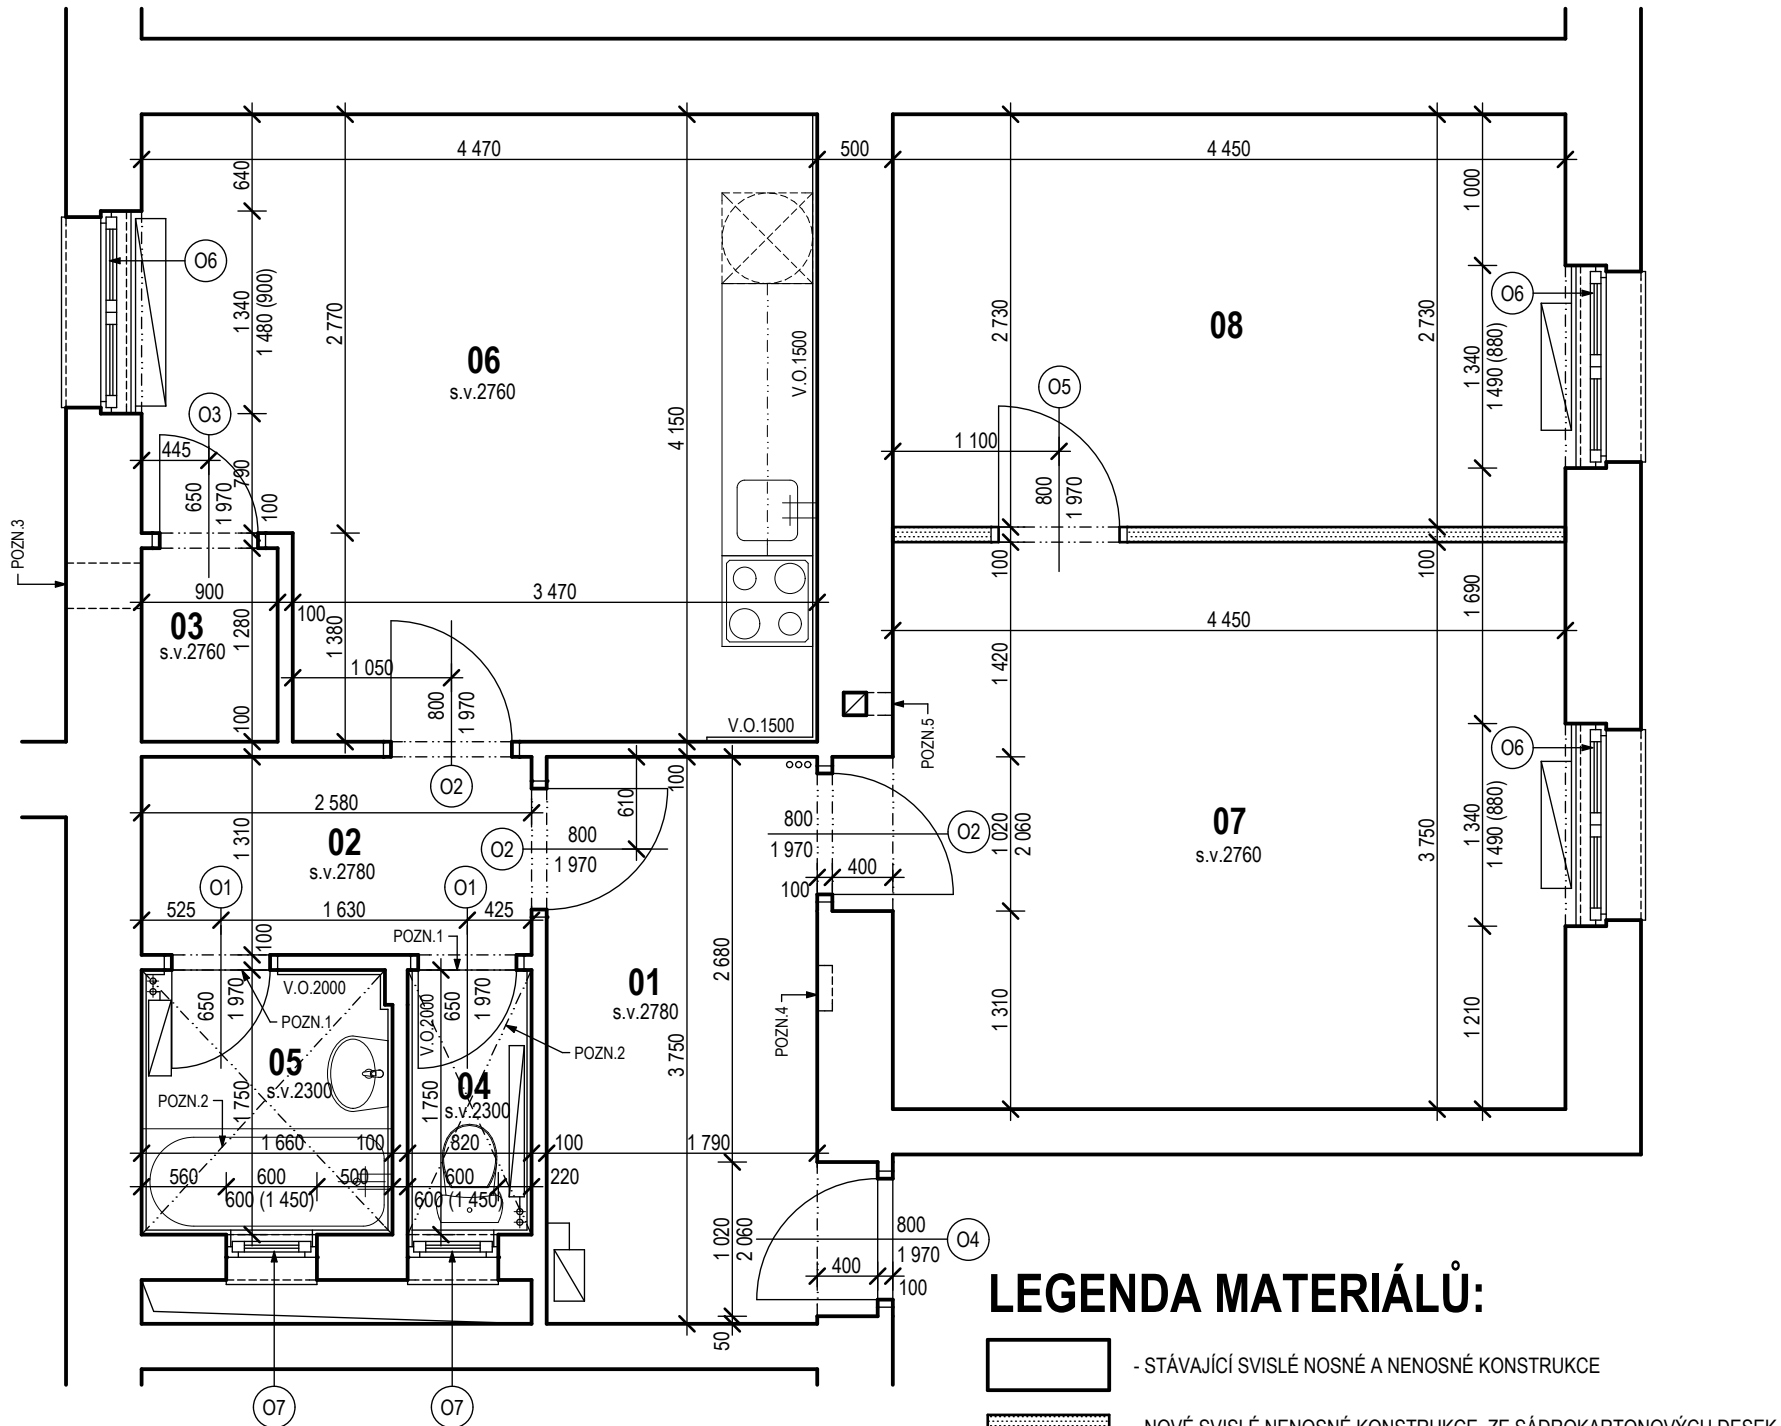 4 470
500
4 450
640
1 340
1 480 (900)
O6
2 770
06
s.v.2760
4 150
V.O.1500
2 730
O5
1 100
800
1 970
08
2 730
1 000
O6
1 340
1 490 (880)
O3
445
650
1 970
790
100
POZN.3
900
100
3 470
03
s.v.2760
1 280
1 380
1 050
800
1 970
100
V.O.1500
100
100
4 450
1 420
1 690
POZN.5
O2
100
2 580
610
1 310
02
s.v.2780
O2
800
1 970
800
1 970
O2
400
100
1 020
2 060
07
s.v.2760
3 750
O6
1 340
1 490 (880)
O1
O1
525
1 630
425
100
POZN.1
2 680
V.O.2000
650
1 970
POZN.1
V.O.2000
650
1 970
01
s.v.2780
POZN.4
1 310
1 210
05
s.v.2300
POZN.2
1 750
POZN.2
04
s.v.2300
1 750
3 750
1 660
100
820
100
1 790
560
600
500
600
220
600 (1 450)
600 (1 450)
1 020
2 060
800
1 970
O4
400
100
50
O7
O7
LEGENDA MATERIÁLŮ:
- STÁVAJÍCÍ SVISLÉ NOSNÉ A NENOSNÉ KONSTRUKCE
- NOVÉ SVISLÉ NENOSNÉ KONSTRUKCE, ZE SÁDROKARTONOVÝCH DESEK